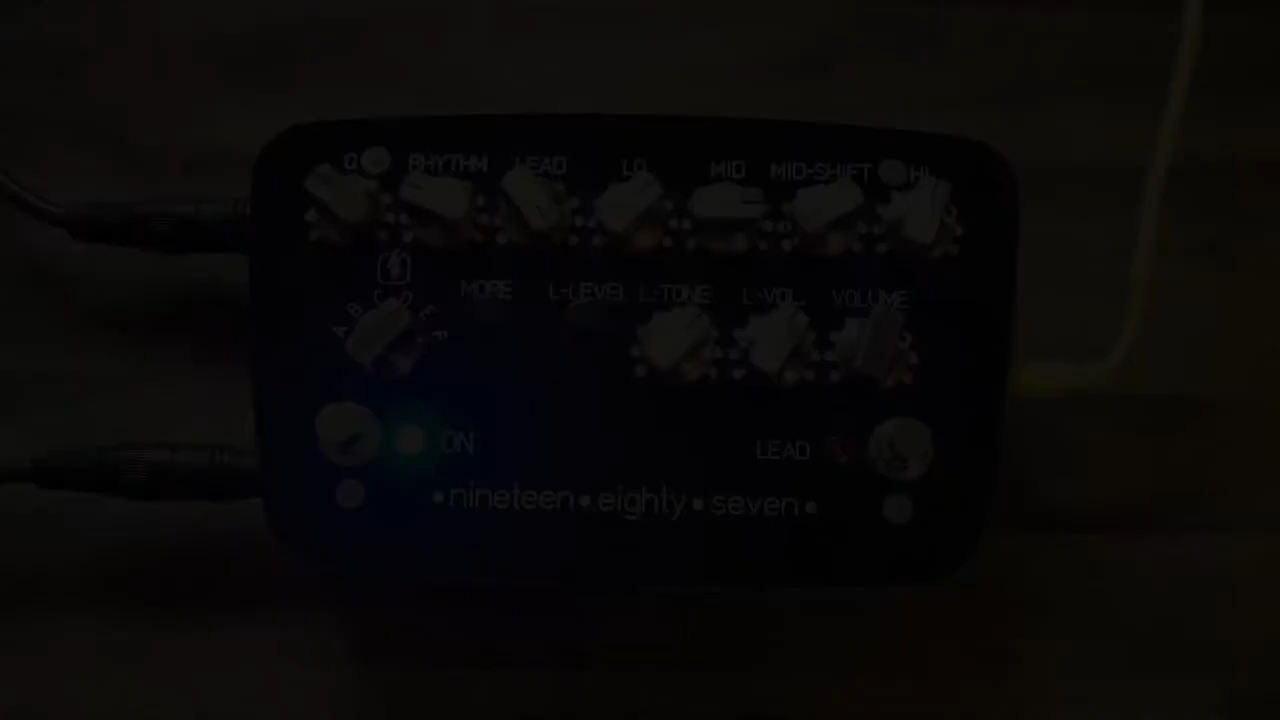 Q RHYTHM LEAD LO MID MID-SHIFT HI
MORE L-LEVEL L-TONE L-VOL VOLUME
A B C D E F
ON LEAD
•nineteen•eighty•seven•